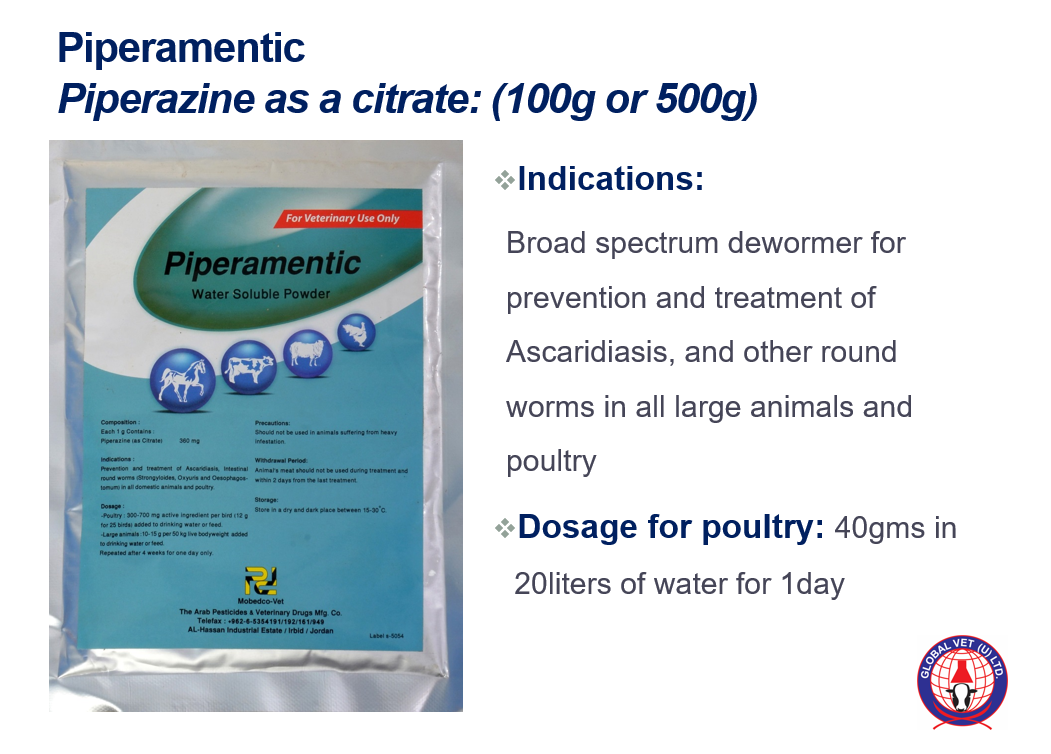 Piperamentic
Piperazine as a citrate: (100g or 500g)
For Veterinary Use Only
Piperamentic
Water Soluble Powder
Composition :
Each 1 g Contains :
Piperazine (as Citrate) 360 mg
Indications :
Prevention and treatment of Ascaridiasis, Intestinal
round worms (Strongyloides, Oxyuris and Oesophagos-
tomum in all domestic animals and poultry.
Dosage :
-Poultry : 300-700 mg active ingredient per bird (12 g
for 25 birds) added to drinking water or feed.
-Large animals :10-15 g per 50 kg live bodyweight added
to drinking water or feed.
Repeated after 4 weeks for one day only.
Precautions:
Should not be used in animals suffering from heavy
infestation.
Withdrawal Period:
Animal's meat should not be used during treatment and
within 2 days from the last treatment.
Storage:
Store in a dry and dark place between 15-30°C.
Mobedco-Vet
The Arab Pesticides & Veterinary Drugs Mfg. Co.
Telefax : +962-6-5354191/192/161/949
AL-Hassan Industrial Estate / Irbid / Jordan
Label s-5054
Indications:
Broad spectrum dewormer for
prevention and treatment of
Ascaridiasis, and other round
worms in all large animals and
poultry
Dosage for poultry: 40gms in
20liters of water for 1day
GLOBAL VET (U) LTD.